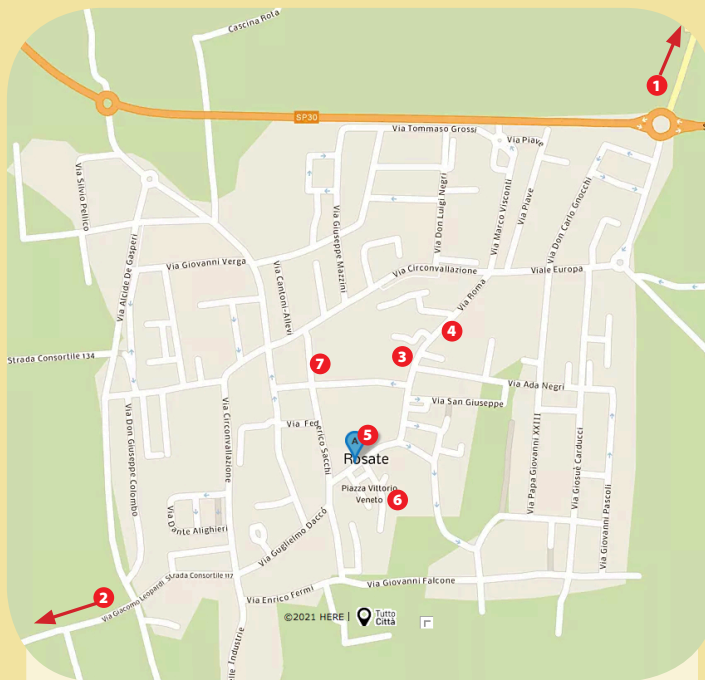 Cascina Rota
1
SP30
Via Tommaso Grossi
Via Piave
Via Silvio Pellico
Via Giuseppe Mazzini
Via Don Luigi Negri
Via Marco Visconti
Via Piave
Via Don Carlo Gnocchi
Via Alcide De Gasperi
Via Giovanni Verga
Via Cantoni-Allevi
Via Circonvallazione
Viale Europa
Via Roma
4
Strada Consortile 134
7
3
Via Ada Negri
Via San Giuseppe
Via Don Giuseppe Colombo
Via Circonvallazione
Via Fed
erico Sacchi
A
5
Rosate
Piazza Vittorio
Veneto
6
Via Papa Giovanni XXIII
Via Giosuè Carducci
Via Giovanni Pascoli
Via Dante Alighieri
Via Guglielmo Daccò
Strada Consortile 117
Via Giacomo Leopardi
2
Via Enrico Fermi
Via Giovanni Falcone
elle Industrie
©2021 HERE |
Tutto
Città